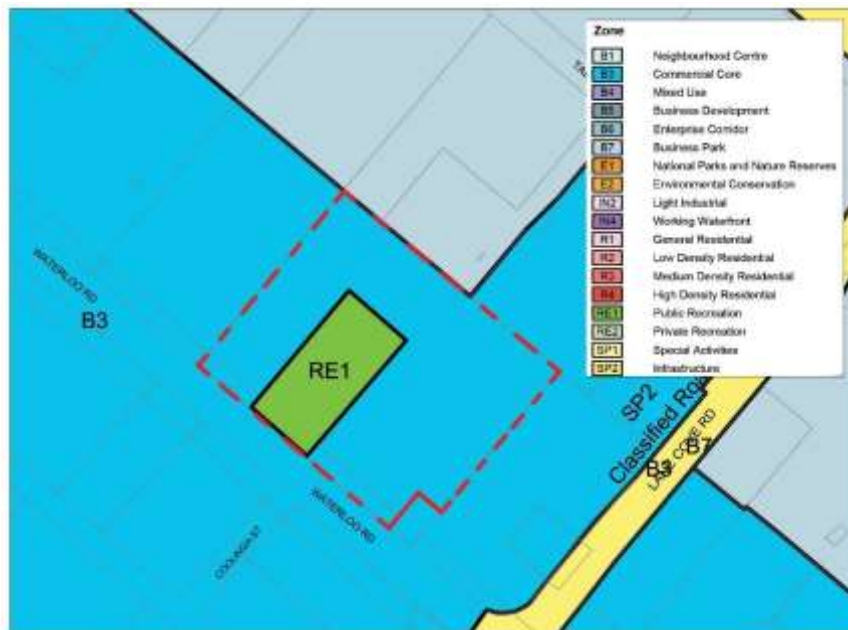 Zone
B1 Neighbourhood Centre
B3 Commercial Core
B4 Mixed Use
B5 Business Development
B6 Enterprise Corridor
B7 Business Park
E1 National Parks and Nature Reserves
E2 Environmental Conservation
IN2 Light Industrial
IN4 Working Waterfront
R1 General Residential
R2 Low Density Residential
R3 Medium Density Residential
R4 High Density Residential
RE1 Public Recreation
RE2 Private Recreation
SP1 Special Activities
SP2 Infrastructure
WATERLOO RD
B3
RE1
SP2
Classified Road
B3
B7
LANE COVE RD
WATERLOO RD
COOLINGA ST